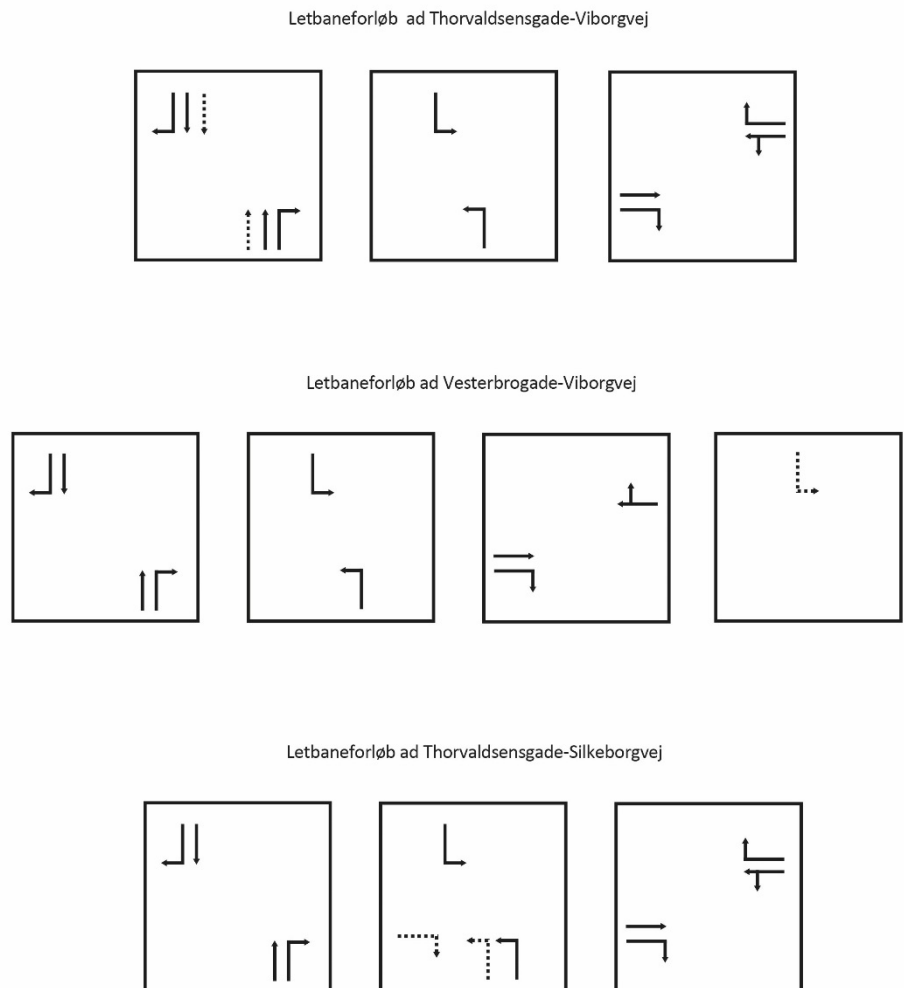 Letbaneforløb  ad Thorvaldsensgade-Viborgvej
Letbaneforløb ad Vesterbrogade-Viborgvej
Letbaneforløb ad Thorvaldsensgade-Silkeborgvej